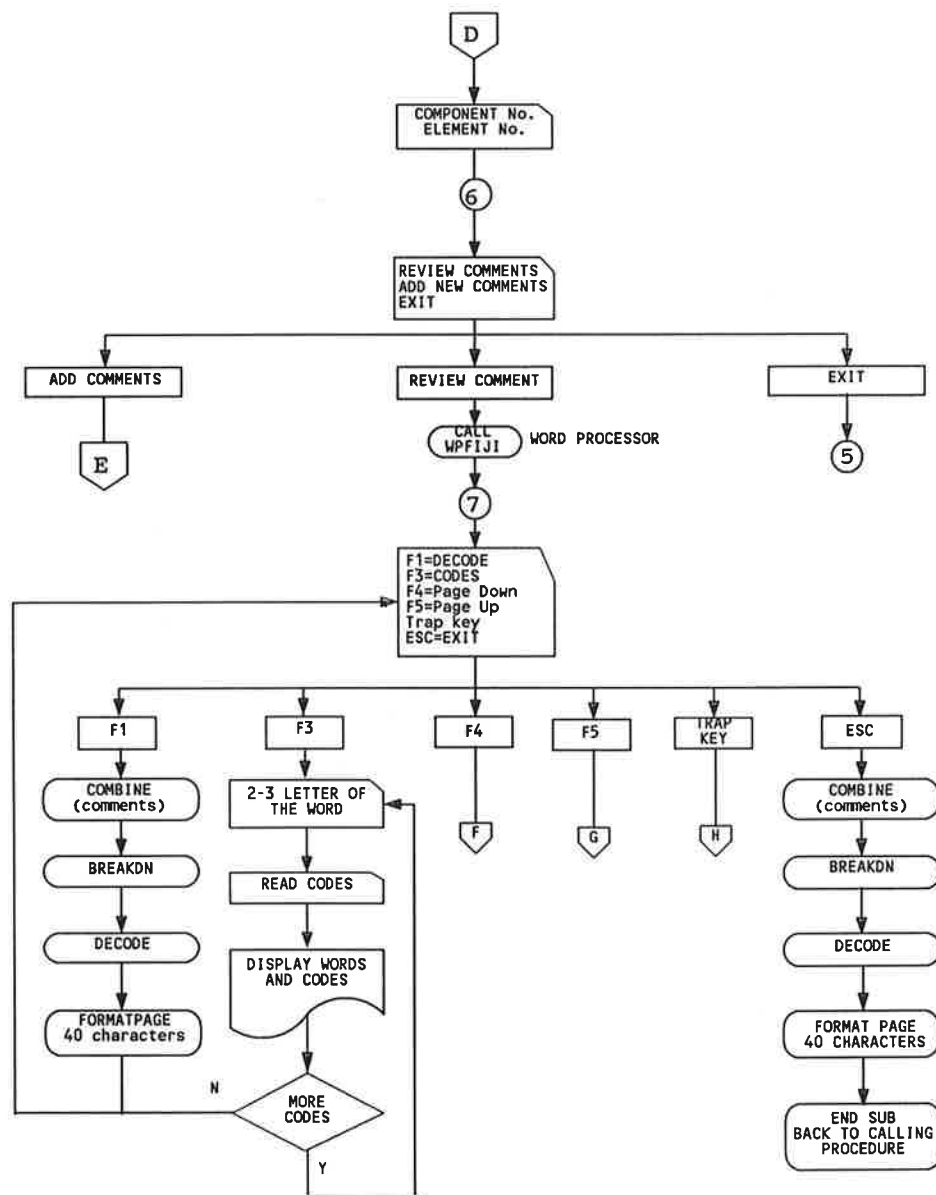 D
COMPONENT No.
ELEMENT No.
6
REVIEW COMMENTS
ADD NEW COMMENTS
EXIT
ADD COMMENTS
REVIEW COMMENT
EXIT
E
CALL
WPFIJI
WORD PROCESSOR
5
7
F1=DECODE
F3=CODES
F4=Page Down
F5=Page Up
Trap key
ESC=EXIT
F1
F3
F4
F5
TRAP
KEY
ESC
COMBINE
(comments)
2-3 LETTER OF
THE WORD
F
G
H
COMBINE
(comments)
BREAKDN
READ CODES
BREAKDN
DECODE
DISPLAY WORDS
AND CODES
DECODE
FORMATPAGE
40 characters
FORMAT PAGE
40 CHARACTERS
N
MORE
CODES
Y
END SUB
BACK TO CALLING
PROCEDURE